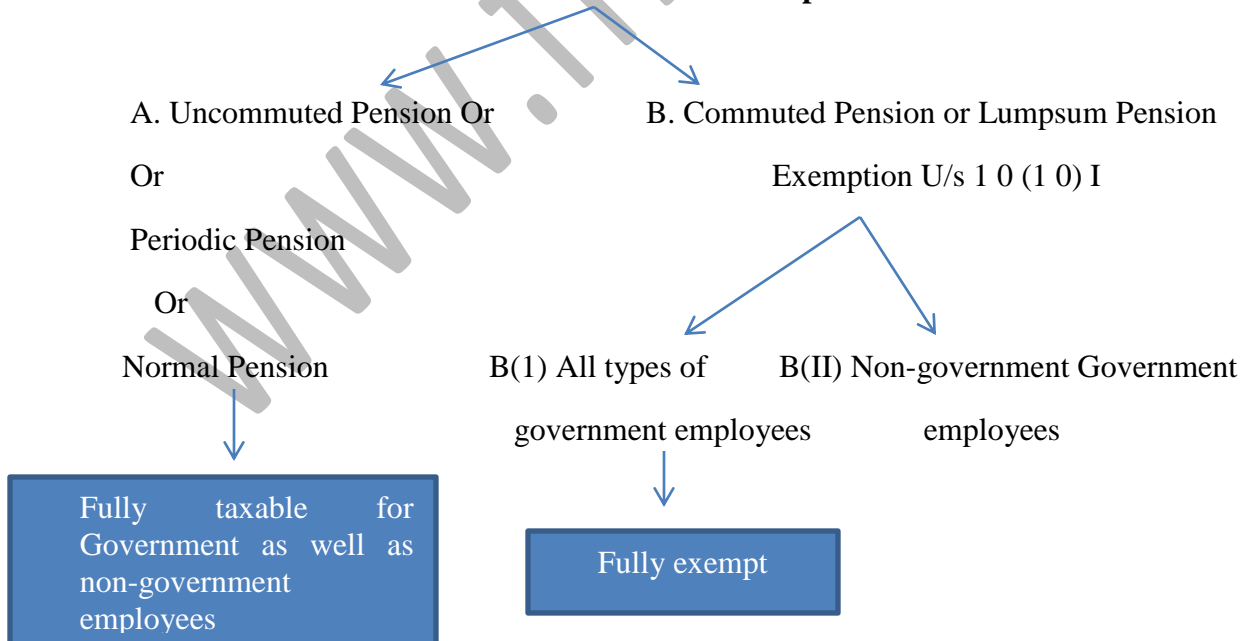 A. Uncommuted Pension Or
Or
Periodic Pension
Or
Normal Pension
Fully taxable for
Government as well as
non-government
employees
B. Commuted Pension or Lumpsum Pension
Exemption U/s 1 0 (1 0) I
B(1) All types of
government employees
Fully exempt
B(II) Non-government Government
employees
www.